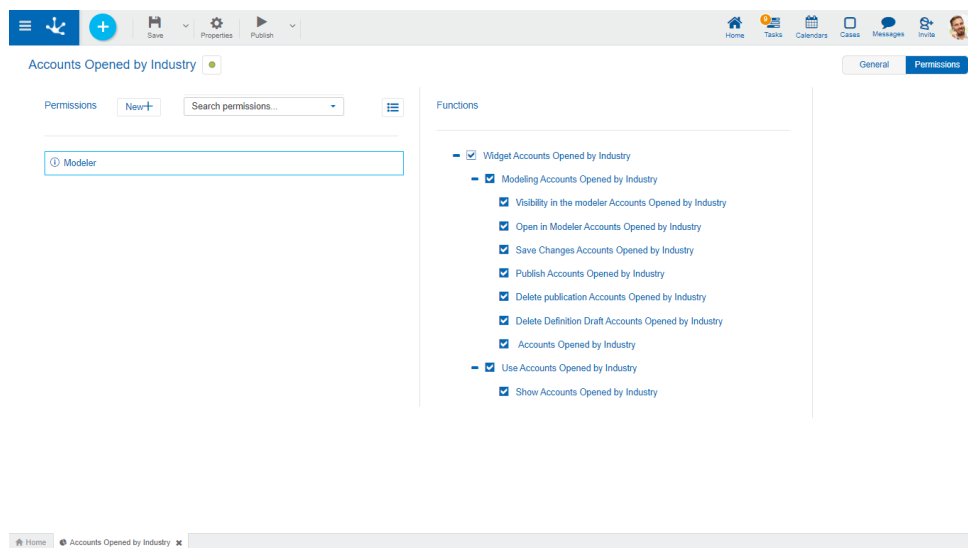 Save
Properties
Publish
Home
9
Tasks
Calendars
Cases
Messages
Invite
Accounts Opened by Industry
General
Permissions
Permissions
New
Search permissions...
Functions
Modeler
Widget Accounts Opened by Industry
Modeling Accounts Opened by Industry
Visibility in the modeler Accounts Opened by Industry
Open in Modeler Accounts Opened by Industry
Save Changes Accounts Opened by Industry
Publish Accounts Opened by Industry
Delete publication Accounts Opened by Industry
Delete Definition Draft Accounts Opened by Industry
Accounts Opened by Industry
Use Accounts Opened by Industry
Show Accounts Opened by Industry
Home
Accounts Opened by Industry